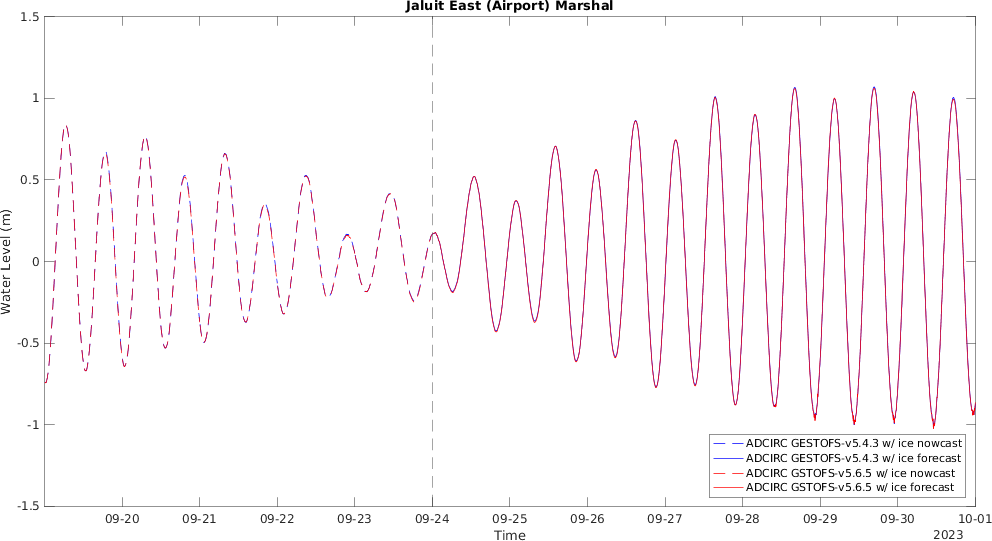 Jaluit East (Airport) Marshal
1.5
1
0.5
0
-0.5
-1
-1.5
Water Level (m)
ADCIRC GESTOFS-v5.4.3 w/ ice nowcast
ADCIRC GESTOFS-v5.4.3 w/ ice forecast
ADCIRC GSTOFS-v5.6.5 w/ ice nowcast
ADCIRC GSTOFS-v5.6.5 w/ ice forecast
09-20 09-21 09-22 09-23 09-24 09-25 09-26 09-27 09-28 09-29 09-30 10-01
Time
2023